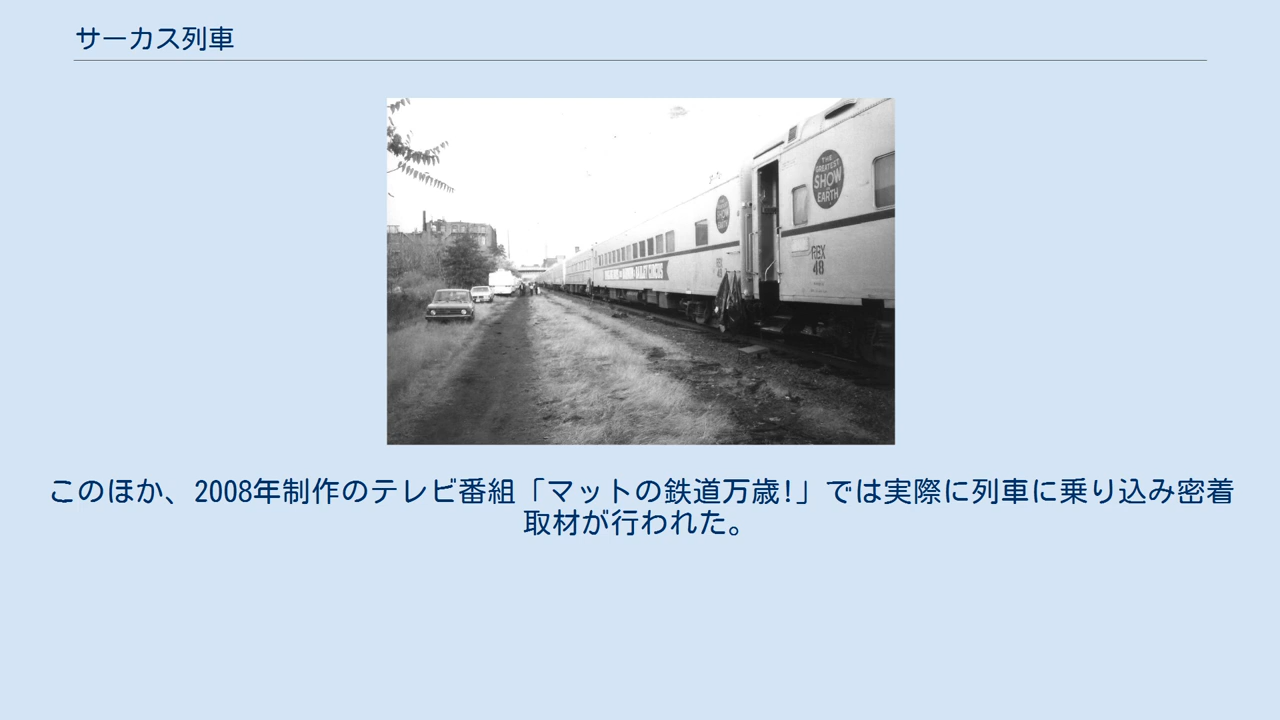 サーカス列車
THE
GREATEST
SHOW
ON
EARTH
RBX
48
このほか、2008年制作のテレビ番組「マットの鉄道万歳!」では実際に列車に乗り込み密着
取材が行われた。